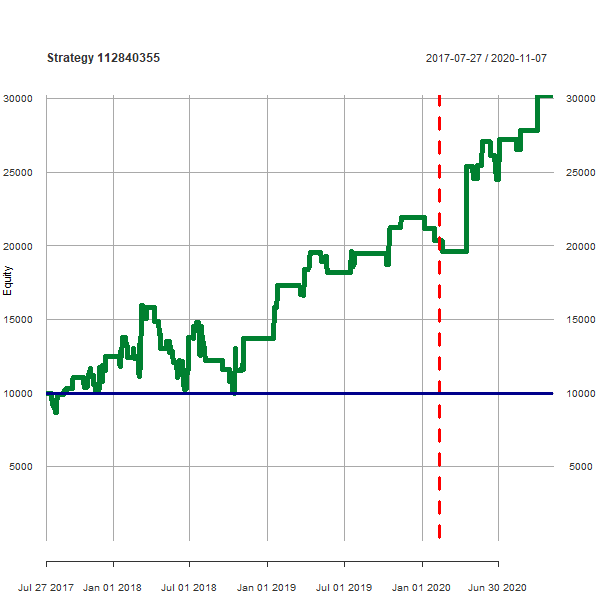 Strategy 112840355
2017-07-27 / 2020-11-07
30000
30000
25000
25000
20000
20000
15000
15000
10000
10000
5000
5000
Equity
Jul 27 2017
Jan 01 2018
Jul 01 2018
Jan 01 2019
Jul 01 2019
Jan 01 2020
Jun 30 2020